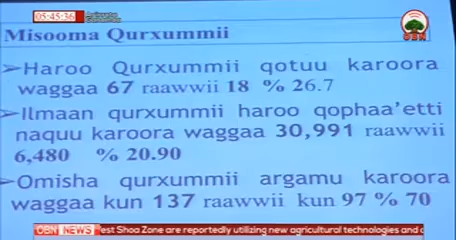 05:45:36
OBN
Misooma Qurxummii
➢Haroo Qurxummii qotuu karoora
waggaa 67 raawwii 18 % 26.7
➢Ilmaan qurxummii haroo qophaa’etti
naquu karoora waggaa 30,991 raawwii
6,480 % 20.90
➢Omisha qurxummii argamu karoora
waggaa kun 137 raawwii kun 97 % 70
OBN NEWS est Shoa Zone are reportedly utilizing new agricultural technologies and